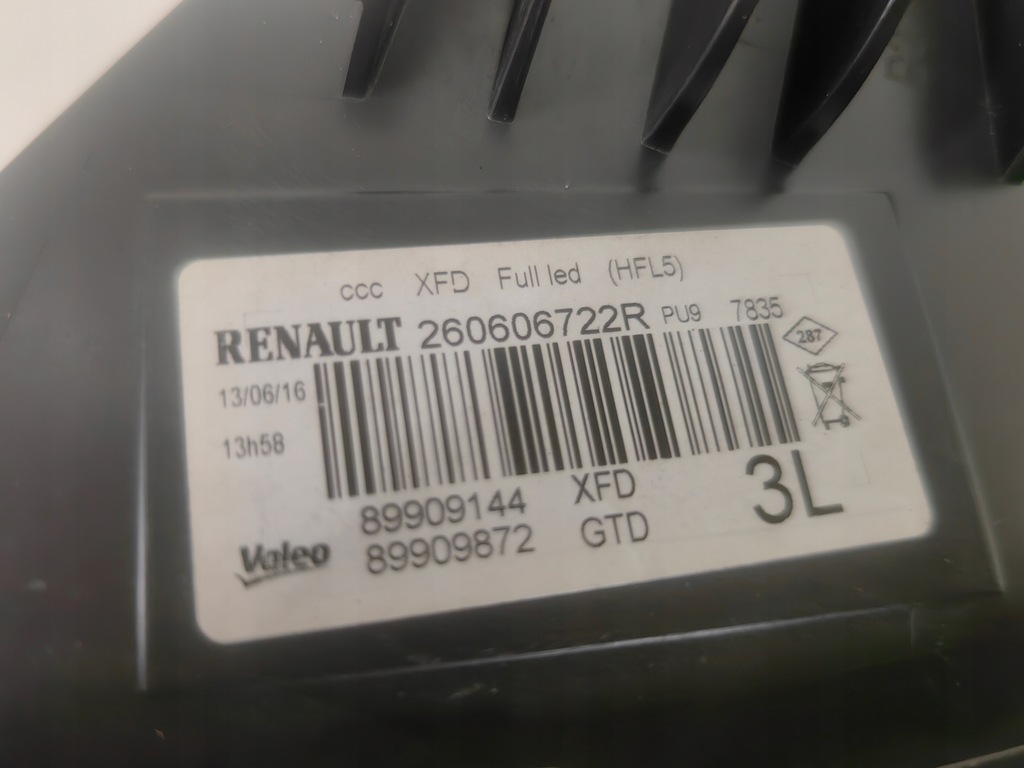 ccc XFD Full led (HFL5)
RENAULT 260606722R PU9 7835
287
13/06/16
13h58
89909144 XFD
3L
Valeo 89909872 GTD